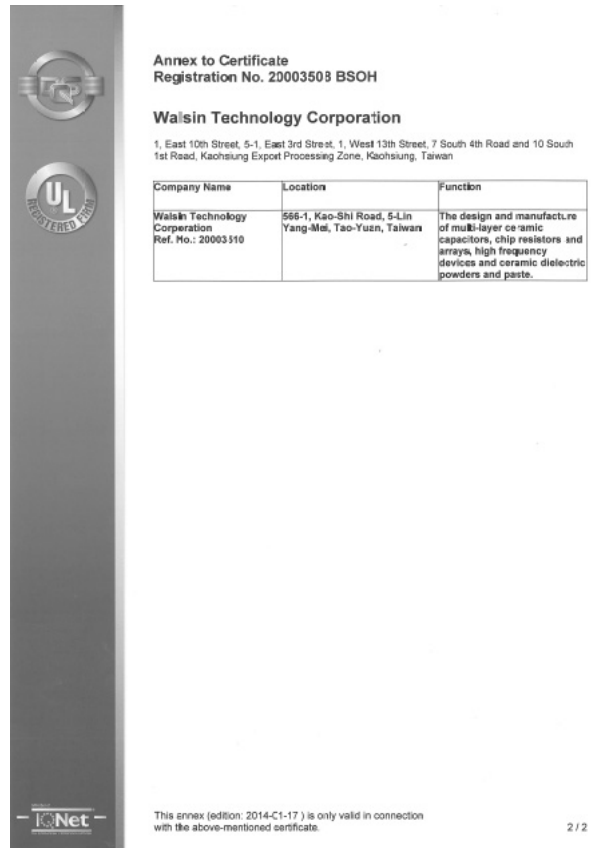 Annex to Certificate
Registration No. 20003508 BSOH
Walsin Technology Corporation
1, East 10th Street, 5-1, East 3rd Street, 1, West 13th Street, 7 South 4th Road and 10 South
1st Road, Kaohsiung Export Processing Zone, Kaohsiung, Taiwan
Company Name Location Function
Walsin Technology 566-1, Kao-Shi Road, 5-Lin The design and manufacture
Corporation Yang-Mei, Tao-Yuan, Taiwan of multi-layer ceramic
Ref. No.: 20003510 capacitors, chip resistors and
arrays, high frequency
devices and ceramic dielectric
powders and paste.
DQS
UL
REGISTERED FIRM
IQNet
This annex (edition: 2014-01-17 ) is only valid in connection
with the above-mentioned certificate.
2 / 2